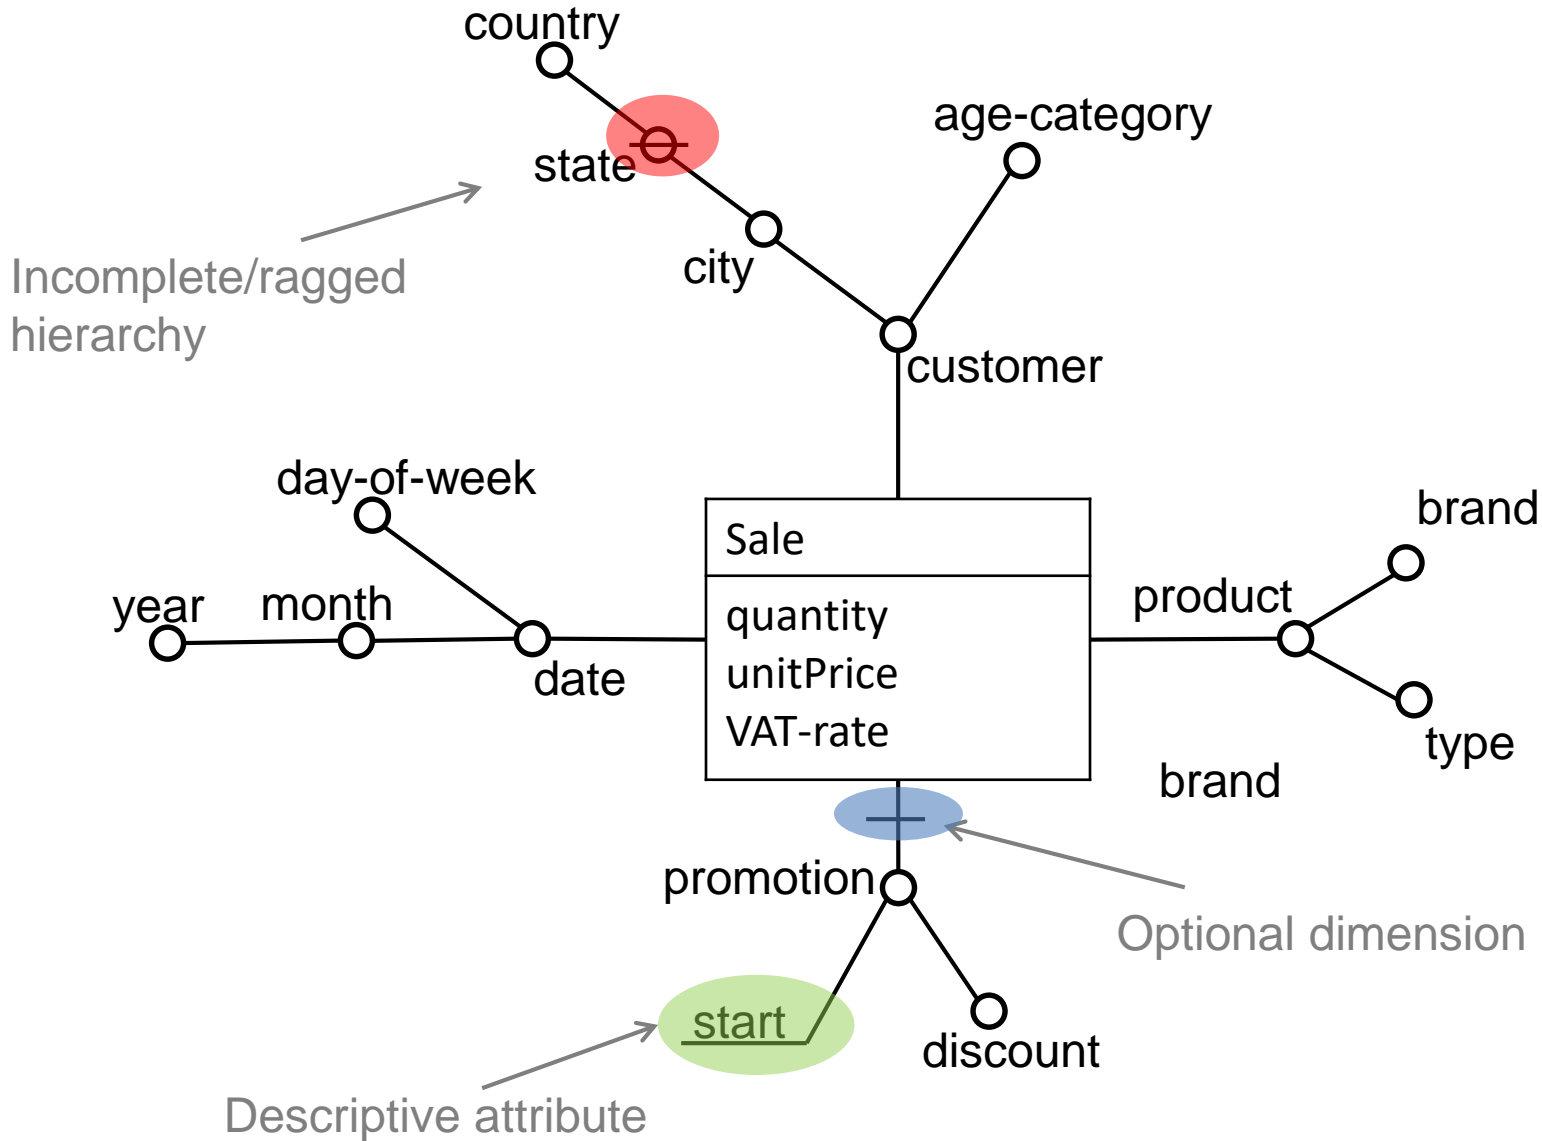 country
age-category
state
city
Incomplete/ragged
hierarchy
customer
day-of-week
brand
Sale
year
month
product
quantity
date
unitPrice
VAT-rate
type
brand
promotion
Optional dimension
start
discount
Descriptive attribute